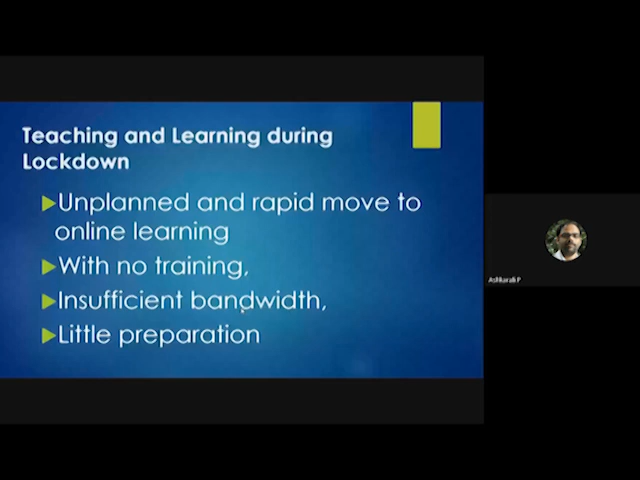 Teaching and Learning during
Lockdown
Unplanned and rapid move to
online learning
With no training,
Insufficient bandwidth,
Little preparation
Ashkarali P